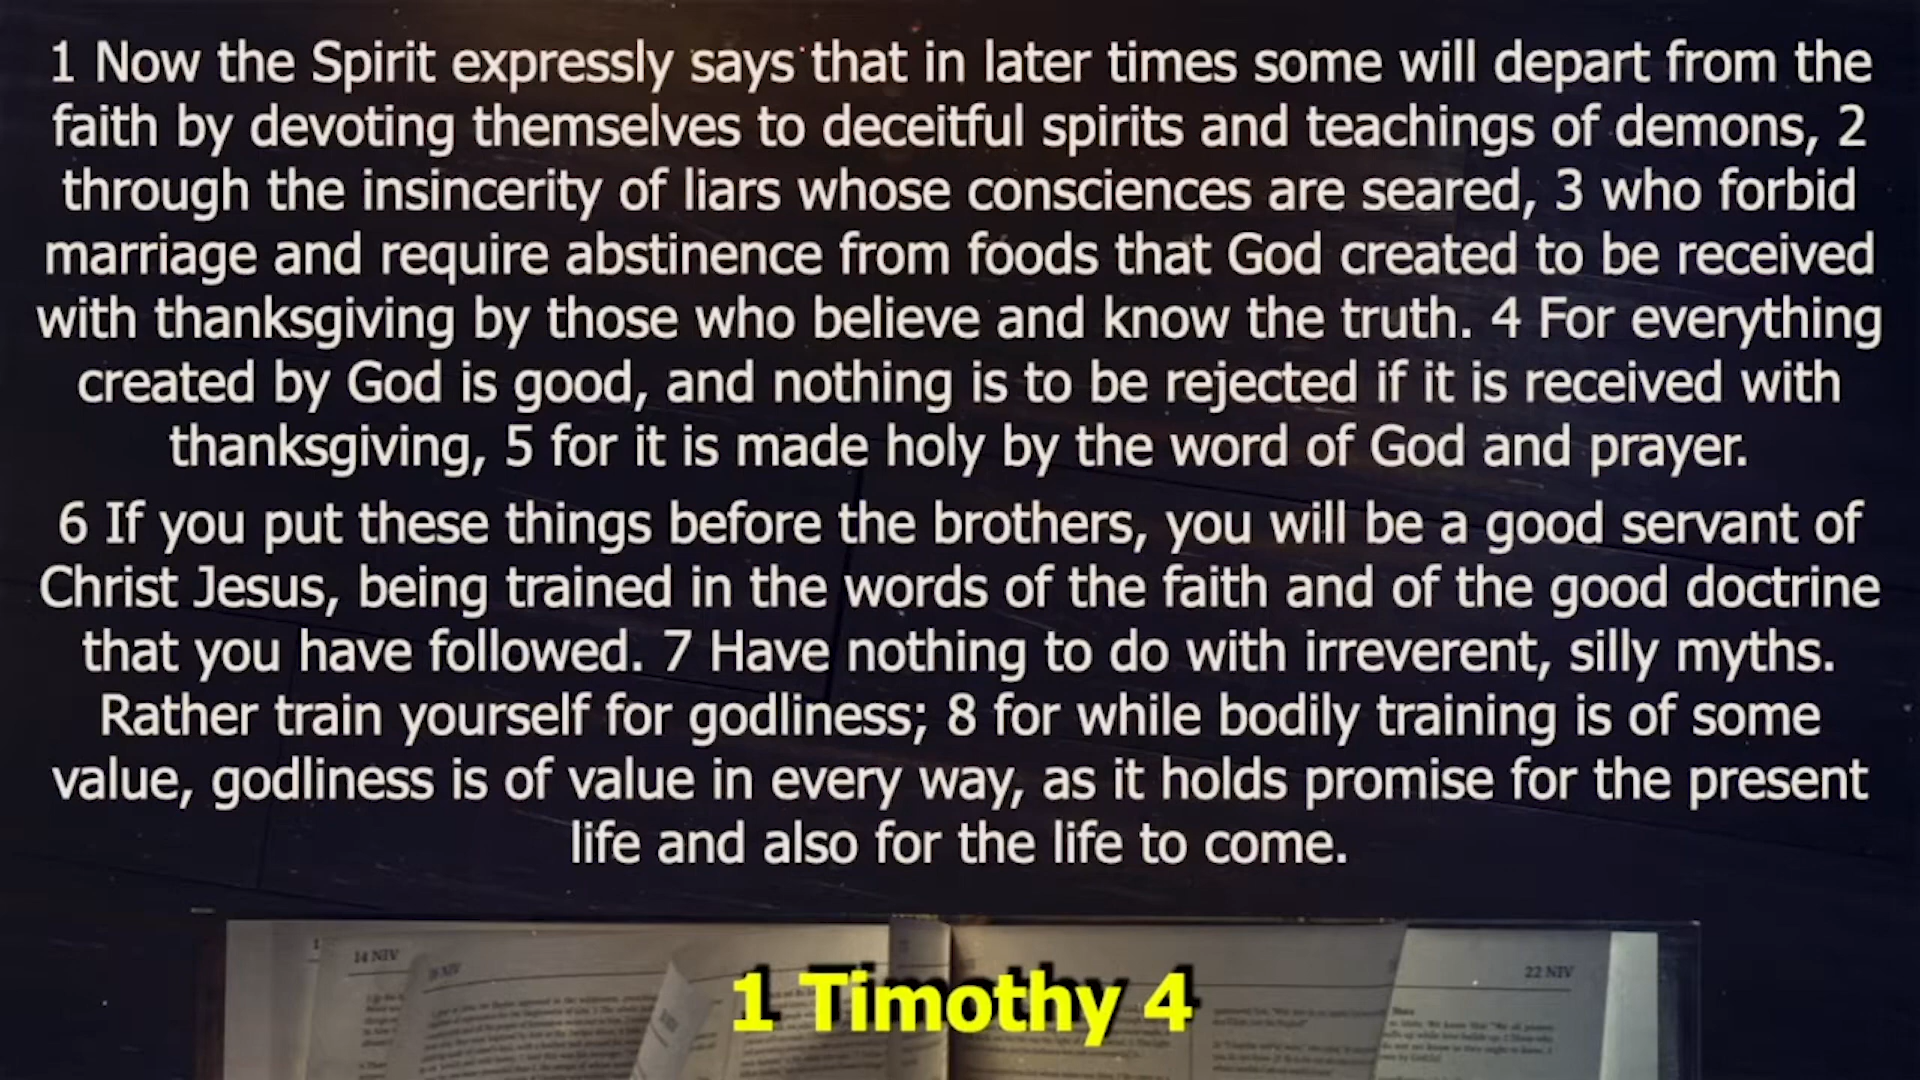 1 Now the Spirit expressly says that in later times some will depart from the
faith by devoting themselves to deceitful spirits and teachings of demons, 2
through the insincerity of liars whose consciences are seared, 3 who forbid
marriage and require abstinence from foods that God created to be received
with thanksgiving by those who believe and know the truth. 4 For everything
created by God is good, and nothing is to be rejected if it is received with
thanksgiving, 5 for it is made holy by the word of God and prayer.
6 If you put these things before the brothers, you will be a good servant of
Christ Jesus, being trained in the words of the faith and of the good doctrine
that you have followed. 7 Have nothing to do with irreverent, silly myths.
Rather train yourself for godliness; 8 for while bodily training is of some
value, godliness is of value in every way, as it holds promise for the present
life and also for the life to come.
14 NIV
22 NIV
1 Timothy 4